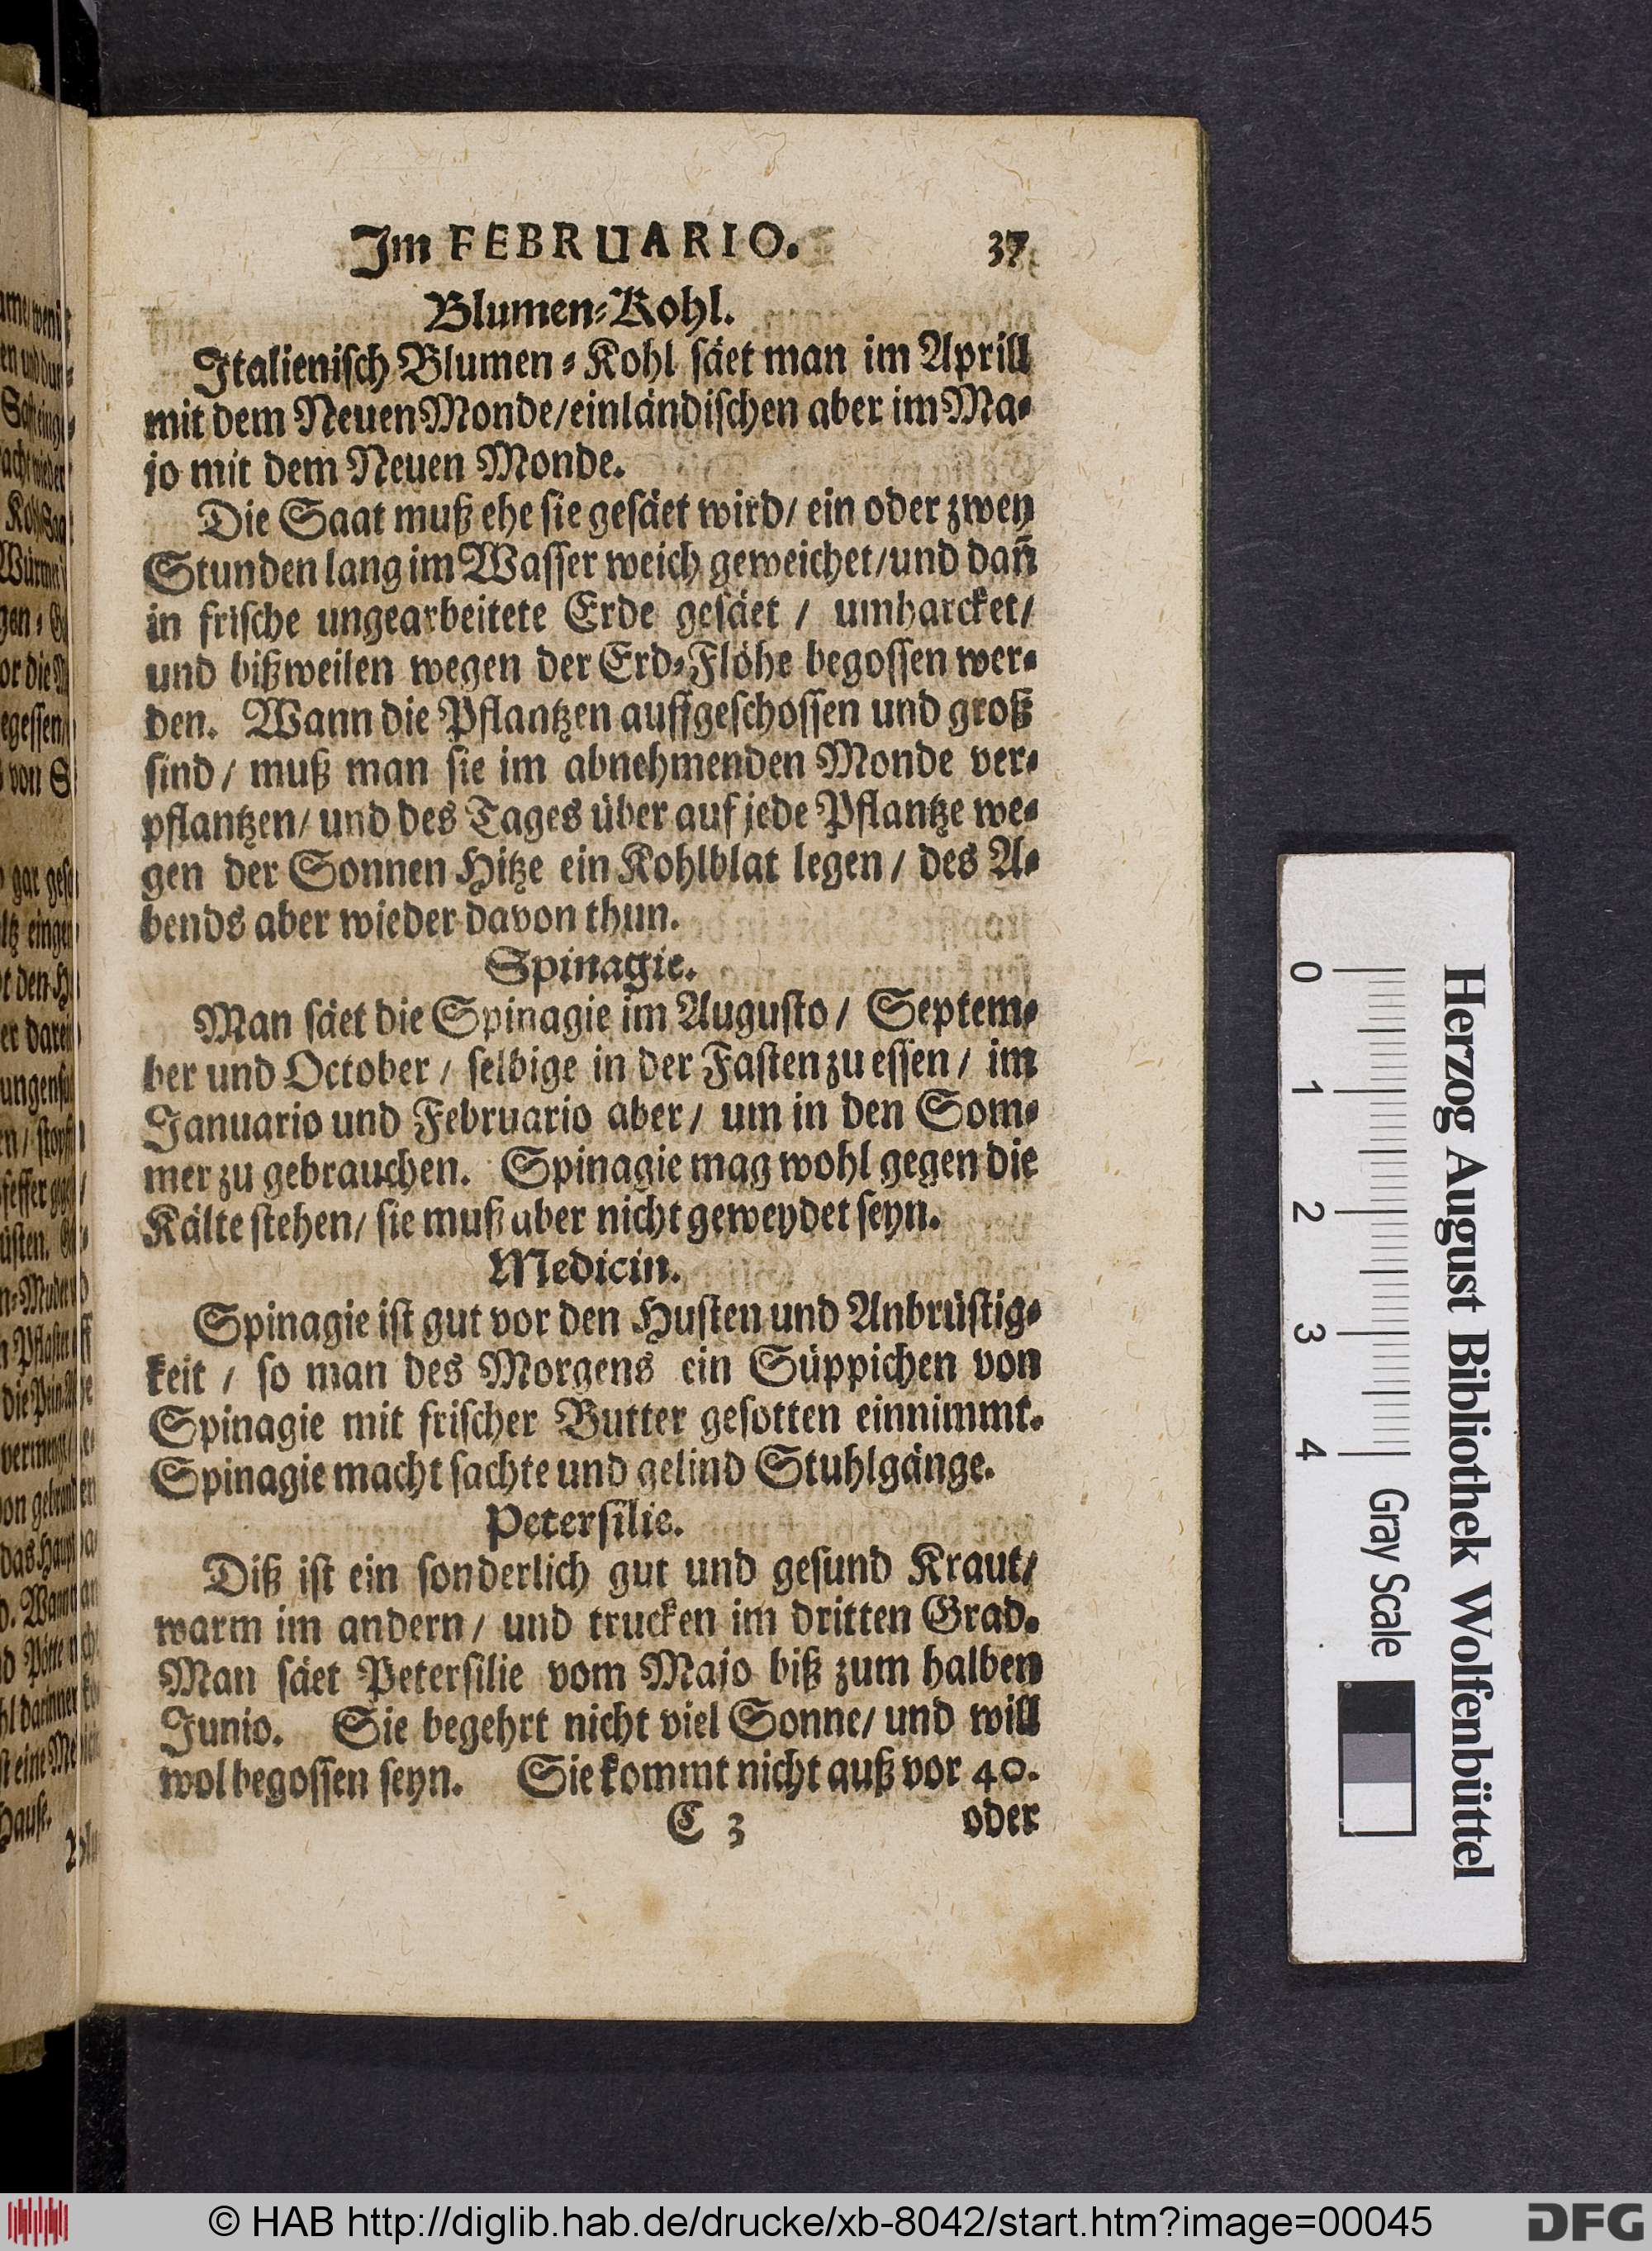 Im FEBRUARIO. 37
Blumen-Kohl.
Italienisch Blumen-Kohl säet man im Aprill
mit dem Neuen Monde/ einländischen aber im Ma-
jo mit dem Neuen Monde.
Die Saat muß ehe sie gesäet wird/ ein oder zwey
Stunden lang im Wasser weich geweichet/ und dañ
in frische ungearbeitete Erde gesäet / umharcket/
und bißweilen wegen der Erd-Flöhe begossen wer-
den. Wann die Pflantzen auffgeschossen und groß
sind/ muß man sie im abnehmenden Monde ver-
pflantzen/ und des Tages über auf jede Pflantze we-
gen der Sonnen Hitze ein Kohlblat legen/ des A-
bends aber wieder davon thun.
Spinagie.
Man säet die Spinagie im Augusto/ Septem-
ber und October / selbige in der Fasten zu essen/ im
Januario und Februario aber/ um in den Som-
mer zu gebrauchen. Spinagie mag wohl gegen die
Kälte stehen/ sie muß aber nicht geweydet seyn.
Medicin.
Spinagie ist gut vor den Husten und Anbrüstig-
keit / so man des Morgens ein Süppichen von
Spinagie mit frischer Butter gesotten einnimmt.
Spinagie macht sachte und gelind Stuhlgänge.
Petersilie.
Diß ist ein sonderlich gut und gesund Kraut/
warm im andern/ und trucken im dritten Grad.
Man säet Petersilie vom Majo biß zum halben
Junio. Sie begehrt nicht viel Sonne/ und will
wol begossen seyn. Sie kommt nicht auß vor 40.
C 3 oder
Herzog August Bibliothek Wolfenbüttel
0 1 2 3 4 Gray Scale
© HAB http://diglib.hab.de/drucke/xb-8042/start.htm?image=00045
DFG